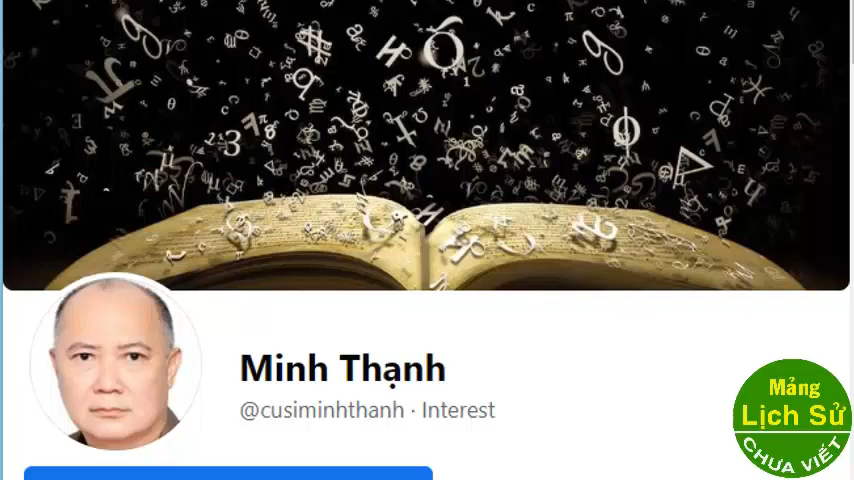 Minh Thạnh
@cusiminhthanh · Interest
Mảng
Lịch Sử
CHƯA VIẾT